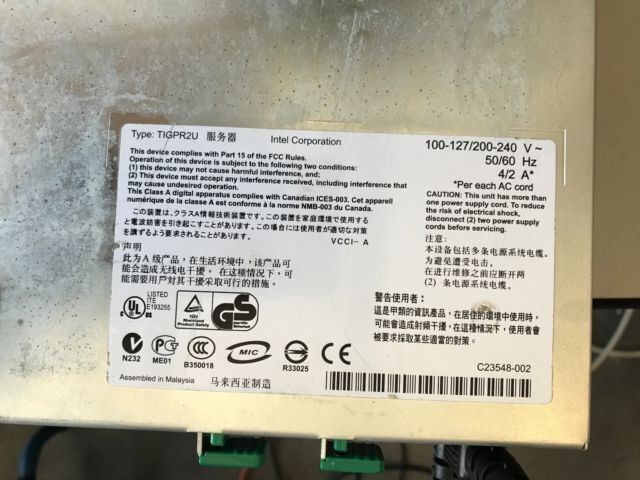 Type: TIGPR2U 服务器 Intel Corporation
This device complies with Part 15 of the FCC Rules.
Operation of this device is subject to the following two conditions:
(1) this device may not cause harmful interference, and;
(2) This device must accept any interference received, including interference that
may cause undesired operation.
This Class A digital apparatus complies with Canadian ICES-003. Cet appareil
numérique de la classe A est conforme à la norme NMB-003 du Canada.
この装置は、クラスA情報技術装置です。この装置を家庭環境で使用する
と電波妨害を引き起こすことがあります。この場合には使用者が適切な対策
を講ずるよう要求されることがあります。
VCCI- A
声明
此为 A 级产品，在生活环境中，该产品可
能会造成无线电干扰。在这种情况下，可
能需要用戶对其干扰采取可行的措施。
100-127/200-240 V ~
50/60 Hz
4/2 A*
*Per each AC cord
CAUTION: This unit has more than
one power supply cord. To reduce
the risk of electrical shock,
disconnect (2) two power supply
cords before servicing.
注意:
本设备包括多条电源系统电缆。
为避免遭受电击，
在进行维修之前应断开两
(2) 条电源系统电缆。
警告使用者：
這是甲類的資訊產品，在居住的環境中使用時，
可能會造成射頻干擾，在這種情況下，使用者會
被要求採取某些適當的對策。
C UL US LISTED
ITE
E193255
TÜV
Rheinland
Product Safety
GS
geprüfte
Sicherheit
N232
ME01
CCC
B350018
MIC
R33025
CE
C23548-002
Assembled in Malaysia 马来西亚制造